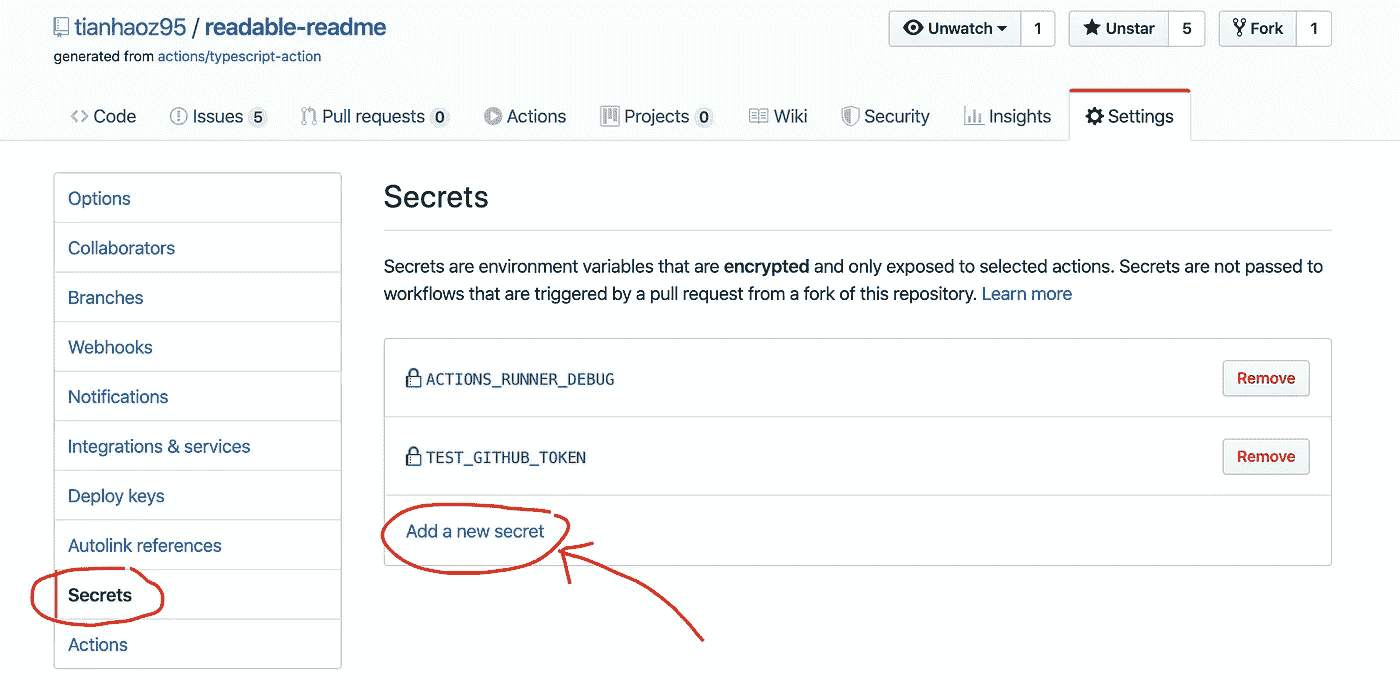 tianhaoz95 / readable-readme
Unwatch 1 Unstar 5 Fork 1
generated from actions/typescript-action
Code Issues 5 Pull requests 0 Actions Projects 0 Wiki Security Insights Settings
Options
Collaborators
Branches
Webhooks
Notifications
Integrations & services
Deploy keys
Autolink references
Secrets
Actions
Secrets
Secrets are environment variables that are encrypted and only exposed to selected actions. Secrets are not passed to
workflows that are triggered by a pull request from a fork of this repository. Learn more
ACTIONS_RUNNER_DEBUG Remove
TEST_GITHUB_TOKEN Remove
Add a new secret